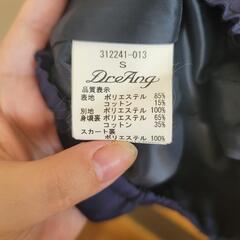 312241-013
S
DreAng
品質表示
表地 ポリエステル 85%
コットン 15%
別地 ポリエステル 100%
身頃裏 ポリエステル 65%
コットン 35%
スカート裏
ポリエステル 100%